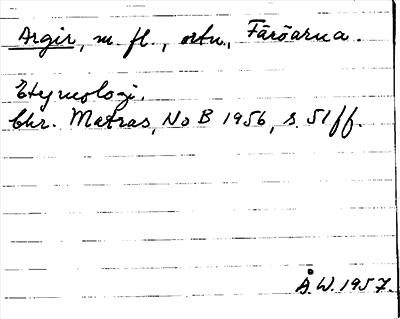 Argir, m. fl., ortn., Färöarna.
Etymologi.
Chr. Matras, NoB 1956, s. 51ff.
Å.W. 1957.